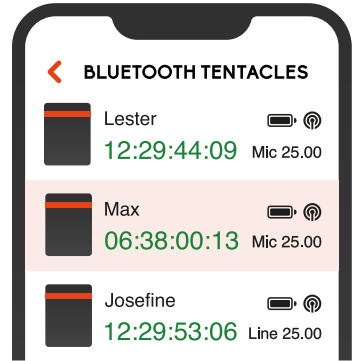 BLUETOOTH TENTACLES
Lester
12:29:44:09 Mic 25.00
Max
06:38:00:13 Mic 25.00
Josefine
12:29:53:06 Line 25.00